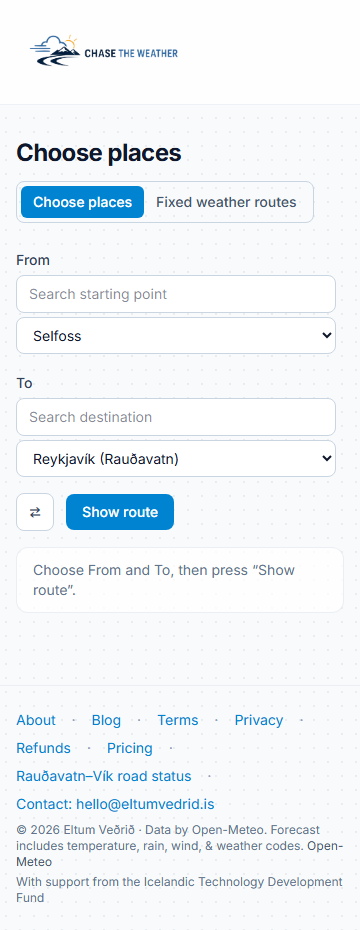 CHASE THE WEATHER
Choose places
Choose places Fixed weather routes
From
Search starting point
Selfoss
To
Search destination
Reykjavík (Rauðavatn)
⇄ Show route
Choose From and To, then press “Show
route”.
About · Blog · Terms · Privacy ·
Refunds · Pricing ·
Rauðavatn–Vík road status ·
Contact: hello@eltumvedrid.is
© 2026 Eltum Veðrið · Data by Open-Meteo. Forecast
includes temperature, rain, wind, & weather codes. Open-
Meteo
With support from the Icelandic Technology Development
Fund